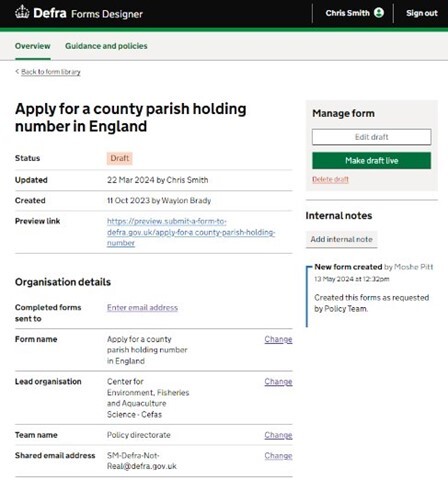 Defra Forms Designer
Chris Smith
Sign out
Overview
Guidance and policies
< Back to form library
Apply for a county parish holding
number in England
Status
Draft
Updated
22 Mar 2024 by Chris Smith
Created
11 Oct 2023 by Waylon Brady
Preview link
https://preview.submit-a-form-to-
defra.gov.uk/apply-for-a county-parish-holding-
number
Organisation details
Completed forms
sent to
Enter email address
Form name
Apply for a county
parish holding number
in England
Change
Lead organisation
Center for
Environment, Fisheries
and Aquaculture
Science - Cefas
Change
Team name
Policy directorate
Change
Shared email address
SM-Defra-Not-
Real@defra.gov.uk
Change
Manage form
Edit draft
Make draft live
Delete draft
Internal notes
Add internal note
New form created by Moshe Pitt
13 May 2024 at 12:32pm
Created this forms as requested
by Policy Team.